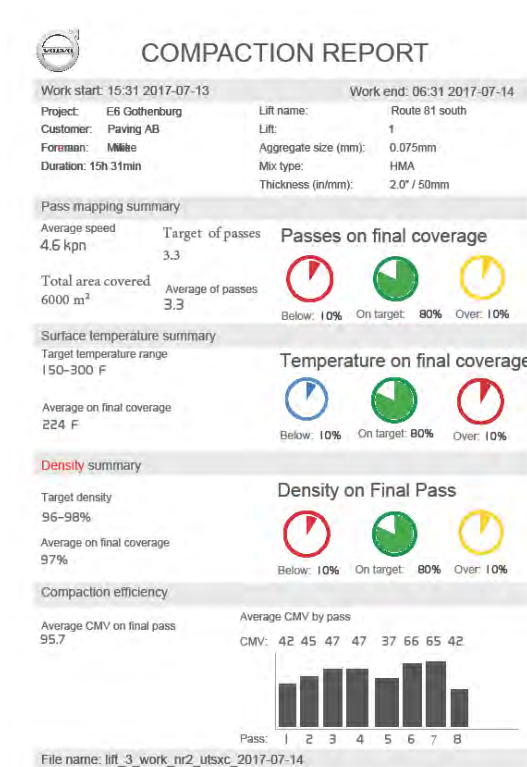 VOLVO
COMPACTION REPORT
Work start: 15:31 2017-07-13
Work end: 06:31 2017-07-14
Project: E6 Gothenburg
Customer: Paving AB
Foreman:
Duration: 15h 31min
Lift name: Route 81 south
Lift: 1
Aggregate size (mm): 0.075mm
Mix type: HMA
Thickness (in/mm): 2.0" / 50mm
Pass mapping summary
Average speed
4.6 kpn
Target of passes
3.3
Total area covered
6000 m²
Average of passes
3.3
Passes on final coverage
Below: 10% On target: 80% Over: 10%
Surface temperature summary
Target temperature range
150-300 F
Average on final coverage
224 F
Temperature on final coverage
Below: 10% On target: 80% Over: 10%
Density summary
Target density
96-98%
Average on final coverage
97%
Density on Final Pass
Below: 10% On target: 80% Over: 10%
Compaction efficiency
Average CMV on final pass
95.7
Average CMV by pass
CMV: 42 45 47 47 37 66 65 42
Pass: 1 2 3 4 5 6 7 8
File name: lift_3_work_nr2_utsxc_2017-07-14